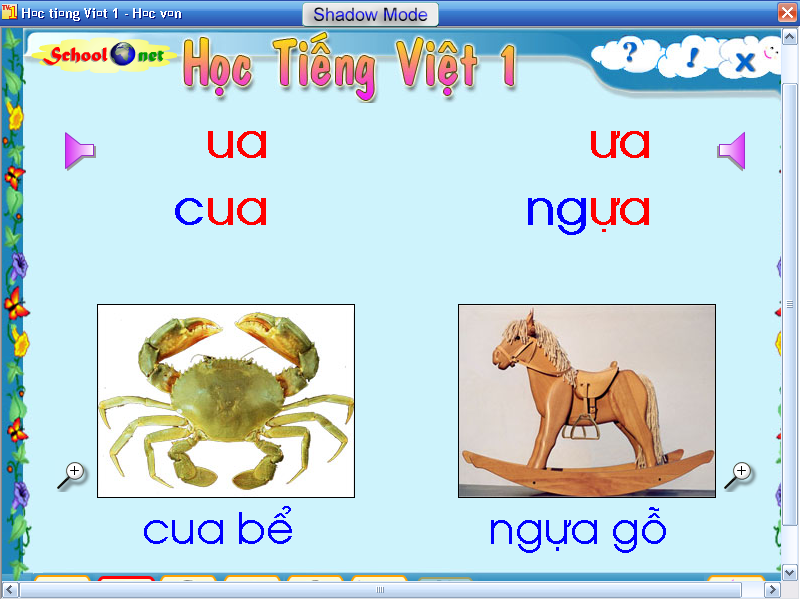 Học tiếng Việt 1 - Học vần
Shadow Mode
School net
Học Tiếng Việt 1
? ! x
ua ưa
cua ngựa
cua bể ngựa gỗ